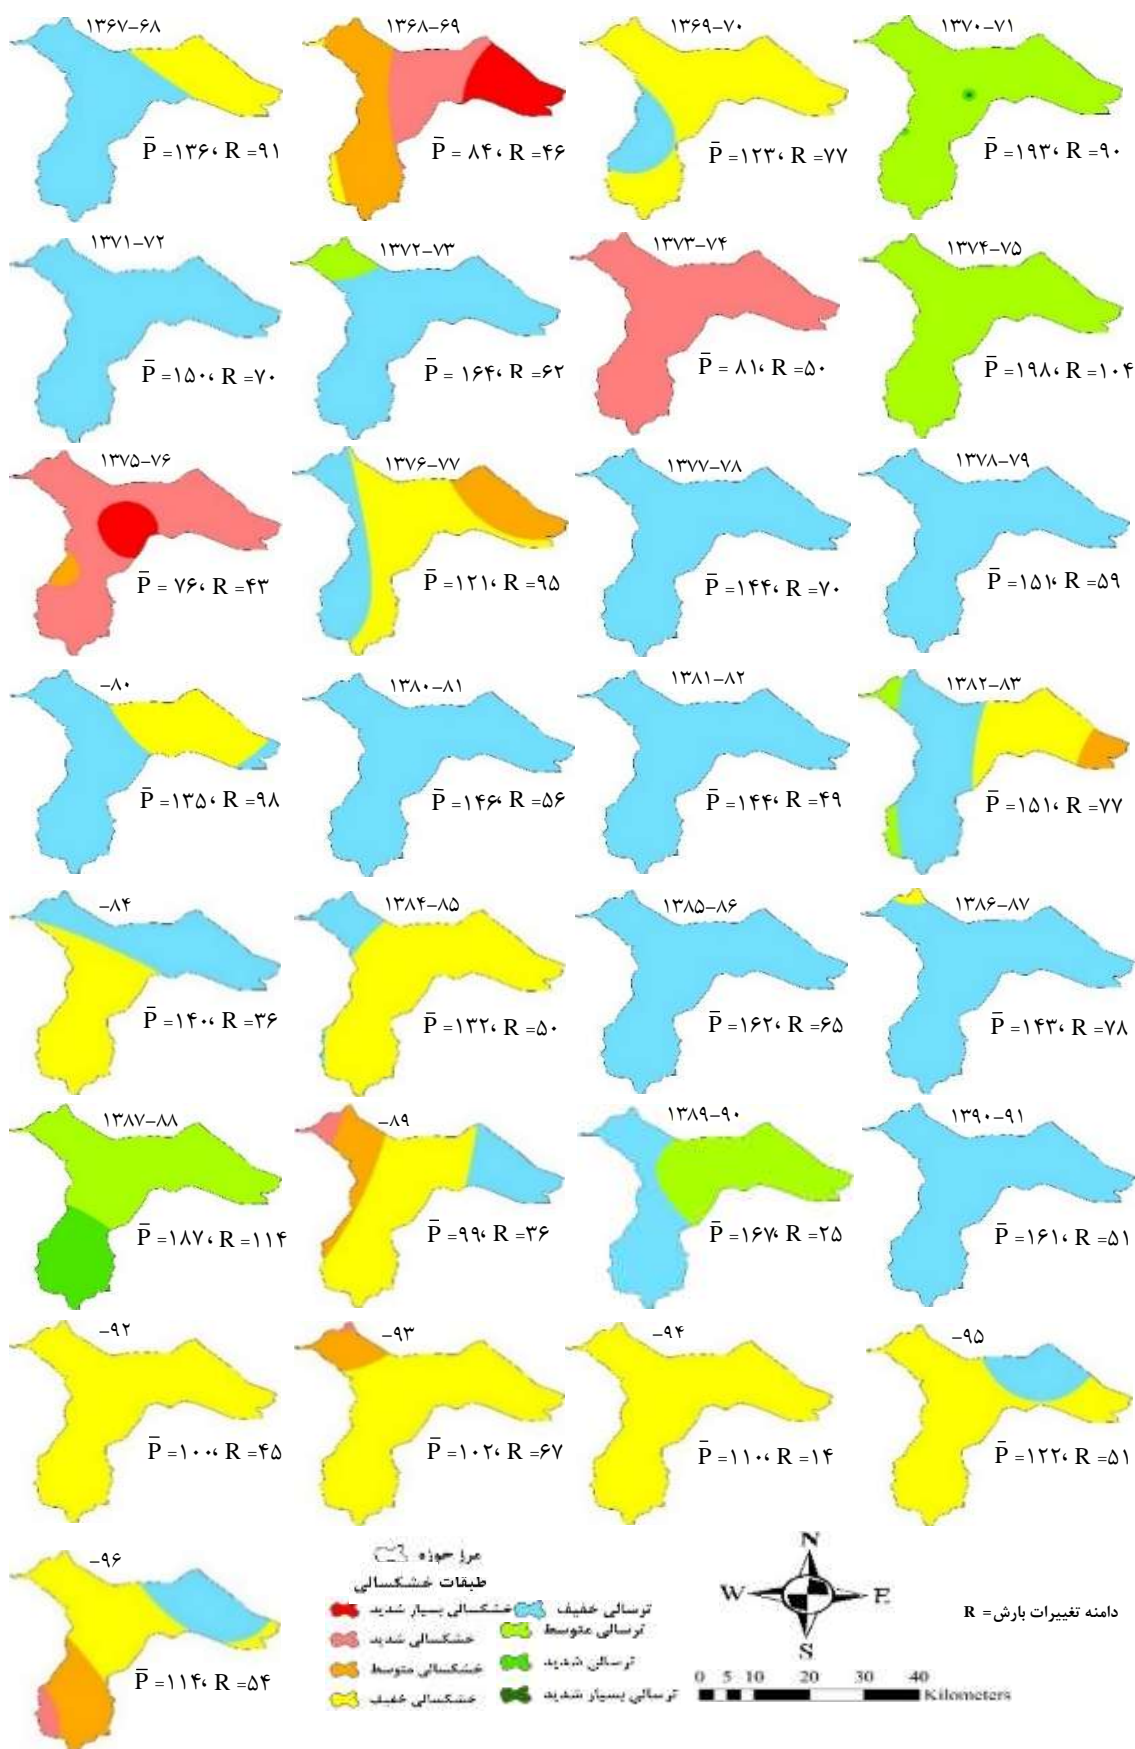 ۱۳۶۷-۶۸
P̄ =۱۳۶، R =۹۱
۱۳۶۸-۶۹
P̄ = ۸۴، R =۴۶
۱۳۶۹-۷۰
P̄ =۱۲۳، R =۷۷
۱۳۷۰-۷۱
P̄ =۱۹۳، R =۹۰
۱۳۷۱-۷۲
P̄ =۱۵۰، R =۷۰
۱۳۷۲-۷۳
P̄ =۱۶۴، R =۶۲
۱۳۷۳-۷۴
P̄ =۸۱، R =۵۰
۱۳۷۴-۷۵
P̄ =۱۹۸، R =۱۰۴
۱۳۷۵-۷۶
P̄ = ۷۶، R =۴۳
۱۳۷۶-۷۷
P̄ =۱۲۱، R =۹۵
۱۳۷۷-۷۸
P̄ =۱۴۴، R =۷۰
۱۳۷۸-۷۹
P̄ =۱۵۱، R =۵۹
-۸۰
P̄ =۱۳۵، R =۹۸
۱۳۸۰-۸۱
P̄ =۱۴۶، R =۵۶
۱۳۸۱-۸۲
P̄ =۱۴۴، R =۴۹
۱۳۸۲-۸۳
P̄ =۱۵۱، R =۷۷
-۸۴
P̄ =۱۴۰، R =۳۶
۱۳۸۴-۸۵
P̄ =۱۳۲، R =۵۰
۱۳۸۵-۸۶
P̄ =۱۶۲، R =۶۵
۱۳۸۶-۸۷
P̄ =۱۴۳، R =۷۸
۱۳۸۷-۸۸
P̄ =۱۸۷، R =۱۱۴
-۸۹
P̄ =۹۹، R =۳۶
۱۳۸۹-۹۰
P̄ =۱۶۷، R =۲۵
۱۳۹۰-۹۱
P̄ =۱۶۱، R =۵۱
-۹۲
P̄ =۱۰۰، R =۴۵
-۹۳
P̄ =۱۰۲، R =۶۷
-۹۴
P̄ =۱۱۰، R =۱۴
-۹۵
P̄ =۱۲۲، R =۵۱
-۹۶
P̄ =۱۱۴، R =۵۴
مرز حوزه
طبقات خشکسالی
خشکسالی بسیار شدید
خشکسالی شدید
خشکسالی متوسط
خشکسالی خفیف
ترسالی خفیف
ترسالی متوسط
ترسالی شدید
ترسالی بسیار شدید
N
W E
S
0 5 10 20 30 40
Kilometers
دامنه تغییرات بارش= R